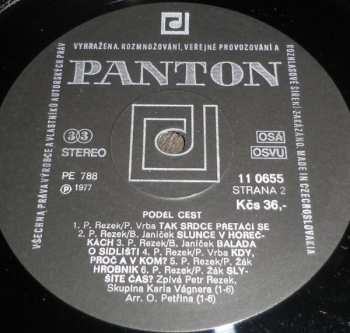 VYHRAŽENA. ROZMNOŽOVÁNÍ, VEŘEJNÉ PROVOZOVÁNÍ A
ROZHLASOVÉ ŠÍŘENÍ ZAKÁZÁNO. MADE IN CZECHOSLOVAKIA
VŠECHNA PRÁVA VÝROBCE A VLASTNÍKŮ AUTORSKÝCH PRÁV
PANTON
33
STEREO
OSA
OSVU
PE 788
℗ 1977
11 0655
STRANA 2
Kčs 36,-
PODÉL CEST
1. P. Rezek/P. Vrba TAK SRDCE PRETÁČÍ SE
2. P. Rezek/B. Janíček SLUNCE V HOREČ-
KÁCH 3. P. Rezek/B. Janíček BALADA
O SÍDLIŠTI 4. P. Rezek/P. Vrba KDY,
PROČ A V KOM? 5. P. Rezek/P. Žák
HROBNÍK 6. P. Rezek/P. Žák SLY-
ŠÍTE ČAS? Zpívá Petr Rezek,
Skupina Karla Vágnera (1-6)
Arr. O. Petřina (1-6)